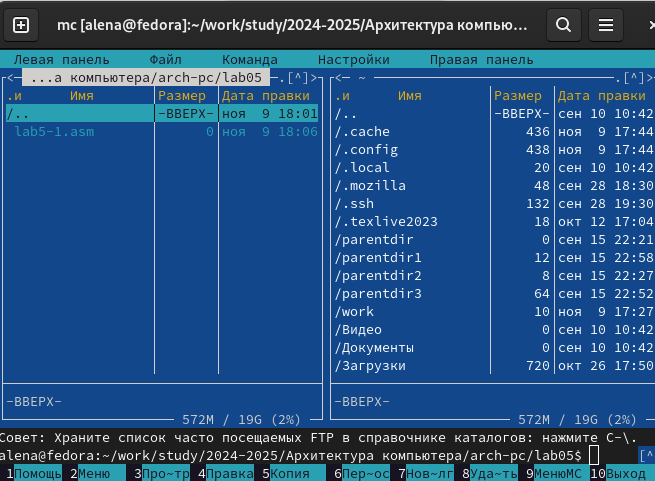 mc [alena@fedora]:~/work/study/2024-2025/Архитектура компью...
Левая панель Файл Команда Настройки Правая панель
<— ...а компьютера/arch-pc/lab05 —.[^]> <— ~ —.[^]>
.и Имя Размер Дата правки .и Имя Размер Дата правки
/.. -ВВЕРХ- ноя 9 18:01 /.. -ВВЕРХ- сен 10 10:42
lab5-1.asm 0 ноя 9 18:06 /.cache 436 ноя 9 17:44
/.config 438 ноя 9 17:44
/.local 20 сен 10 10:42
/.mozilla 48 сен 28 18:30
/.ssh 132 сен 28 19:30
/.texlive2023 18 окт 12 17:04
/parentdir 0 сен 15 22:21
/parentdir1 12 сен 15 22:58
/parentdir2 8 сен 15 22:27
/parentdir3 64 сен 15 22:52
/work 10 ноя 9 17:27
/Видео 0 сен 10 10:42
/Документы 0 сен 10 10:42
/Загрузки 720 окт 26 17:50
-ВВЕРХ- -ВВЕРХ-
572M / 19G (2%) 572M / 19G (2%)
Совет: Храните список часто посещаемых FTP в справочнике каталогов: нажмите C-\.
alena@fedora:~/work/study/2024-2025/Архитектура компьютера/arch-pc/lab05$ [^
1Помощь 2Меню 3Про~тр 4Правка 5Копия 6Пер~ос 7Нов~лг 8Уда~ть 9МенюMC 10Выход